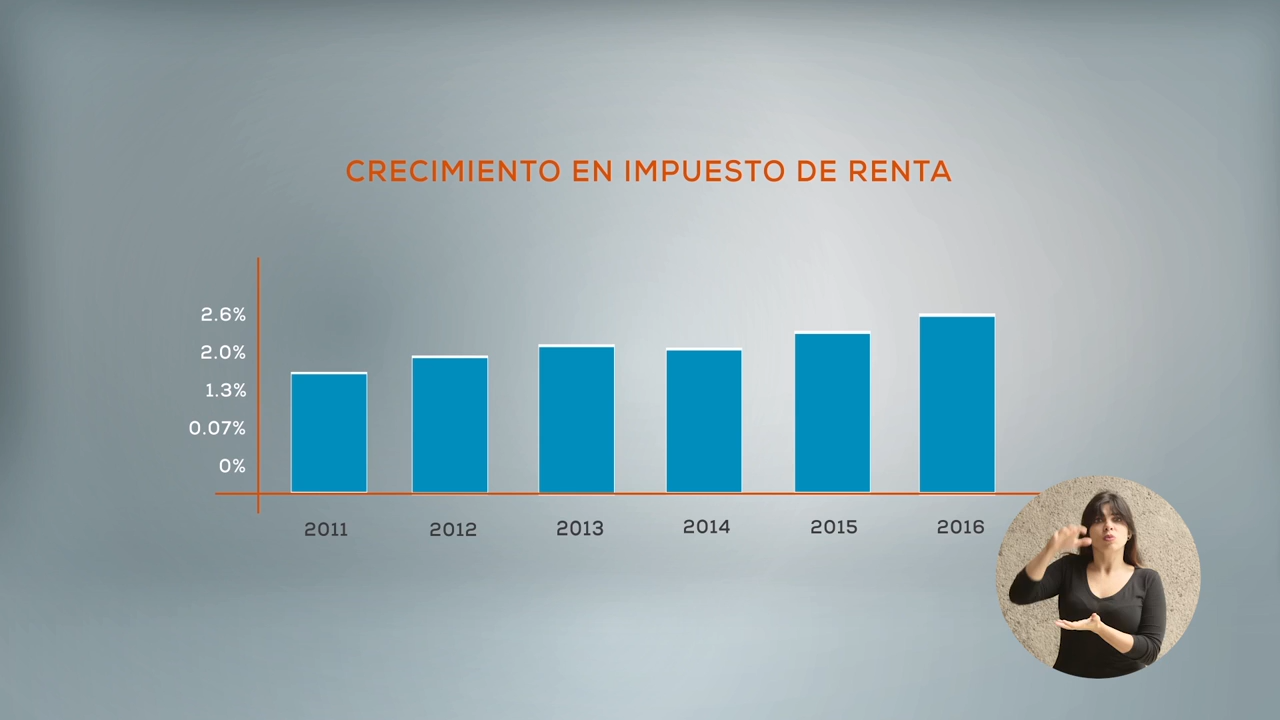 CRECIMIENTO EN IMPUESTO DE RENTA
2.6%
2.0%
1.3%
0.07%
0%
2011 2012 2013 2014 2015 2016